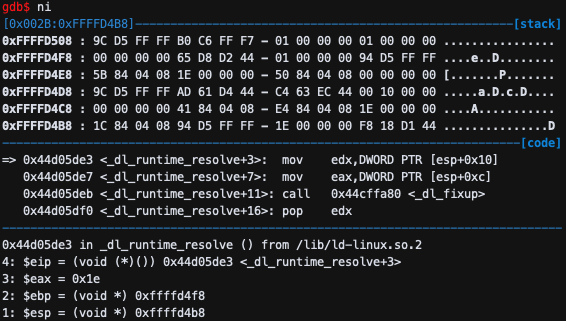 gdb$ ni
[0x002B:0xFFFFD4B8]------------------------------------------------------[stack]
0xFFFFD508 : 9C D5 FF FF B0 C6 FF F7 - 01 00 00 00 01 00 00 00 ................
0xFFFFD4F8 : 00 00 00 00 65 D8 D2 44 - 01 00 00 00 94 D5 FF FF ....e..D........
0xFFFFD4E8 : 5B 84 04 08 1E 00 00 00 - 50 84 04 08 00 00 00 00 [.......P.......
0xFFFFD4D8 : 9C D5 FF FF AD 61 D4 44 - C4 63 EC 44 00 10 00 00 .....a.D.c.D....
0xFFFFD4C8 : 00 00 00 00 41 84 04 08 - E4 84 04 08 1E 00 00 00 ....A...........
0xFFFFD4B8 : 1C 84 04 08 94 D5 FF FF - 1E 00 00 00 F8 18 D1 44 ...............D
--------------------------------------------------------------------------[code]
=> 0x44d05de3 <_dl_runtime_resolve+3>: mov edx,DWORD PTR [esp+0x10]
0x44d05de7 <_dl_runtime_resolve+7>: mov eax,DWORD PTR [esp+0xc]
0x44d05deb <_dl_runtime_resolve+11>: call 0x44cffa80 <_dl_fixup>
0x44d05df0 <_dl_runtime_resolve+16>: pop edx
--------------------------------------------------------------------------------
0x44d05de3 in _dl_runtime_resolve () from /lib/ld-linux.so.2
4: $eip = (void (*)()) 0x44d05de3 <_dl_runtime_resolve+3>
3: $eax = 0x1e
2: $ebp = (void *) 0xffffd4f8
1: $esp = (void *) 0xffffd4b8